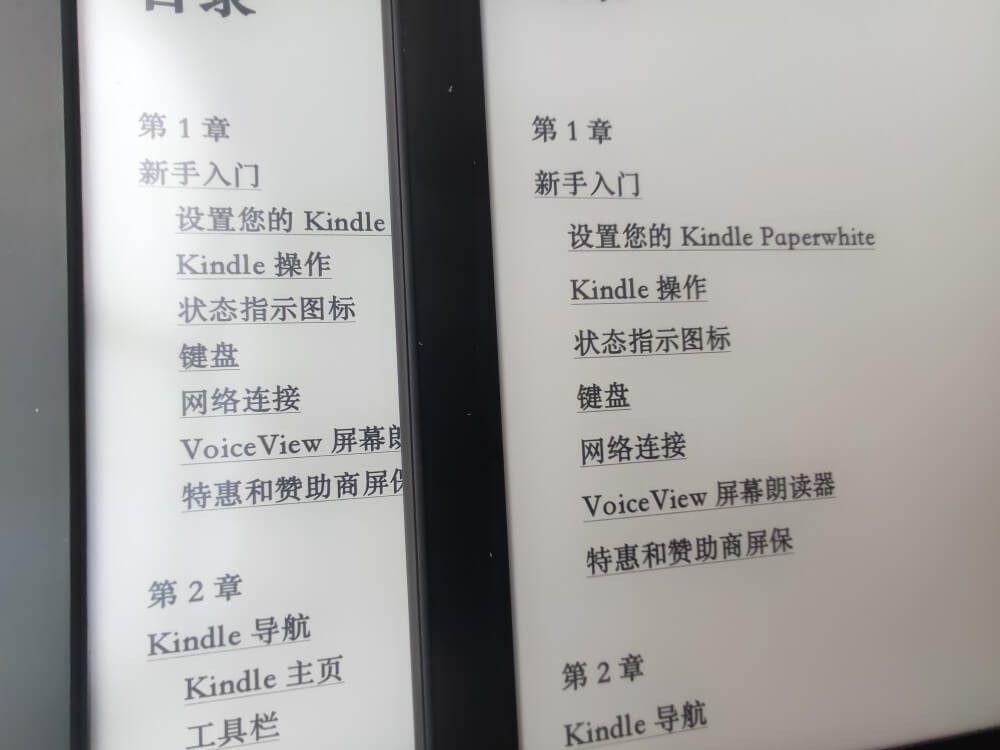 目录
第 1 章
新手入门
设置您的 Kindle
Kindle 操作
状态指示图标
键盘
网络连接
VoiceView 屏幕朗
特惠和赞助商屏保
第 2 章
Kindle 导航
Kindle 主页
工具栏
第 1 章
新手入门
设置您的 Kindle Paperwhite
Kindle 操作
状态指示图标
键盘
网络连接
VoiceView 屏幕朗读器
特惠和赞助商屏保
第 2 章
Kindle 导航